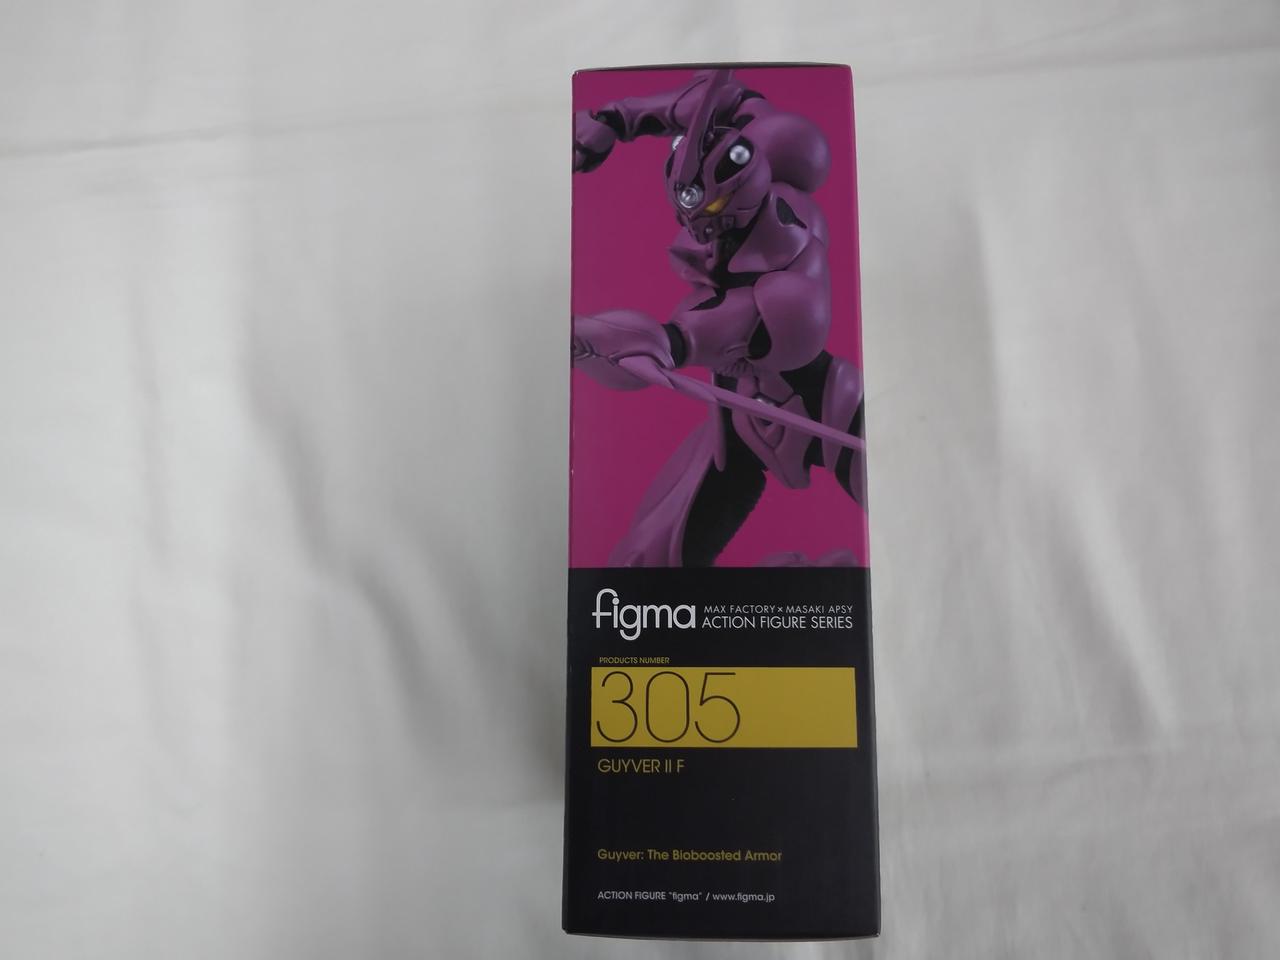 figma MAX FACTORY × MASAKI APSY
ACTION FIGURE SERIES
PRODUCTS NUMBER
305
GUYVER II F
Guyver: The Bioboosted Armor
ACTION FIGURE "figma" / www.figma.jp